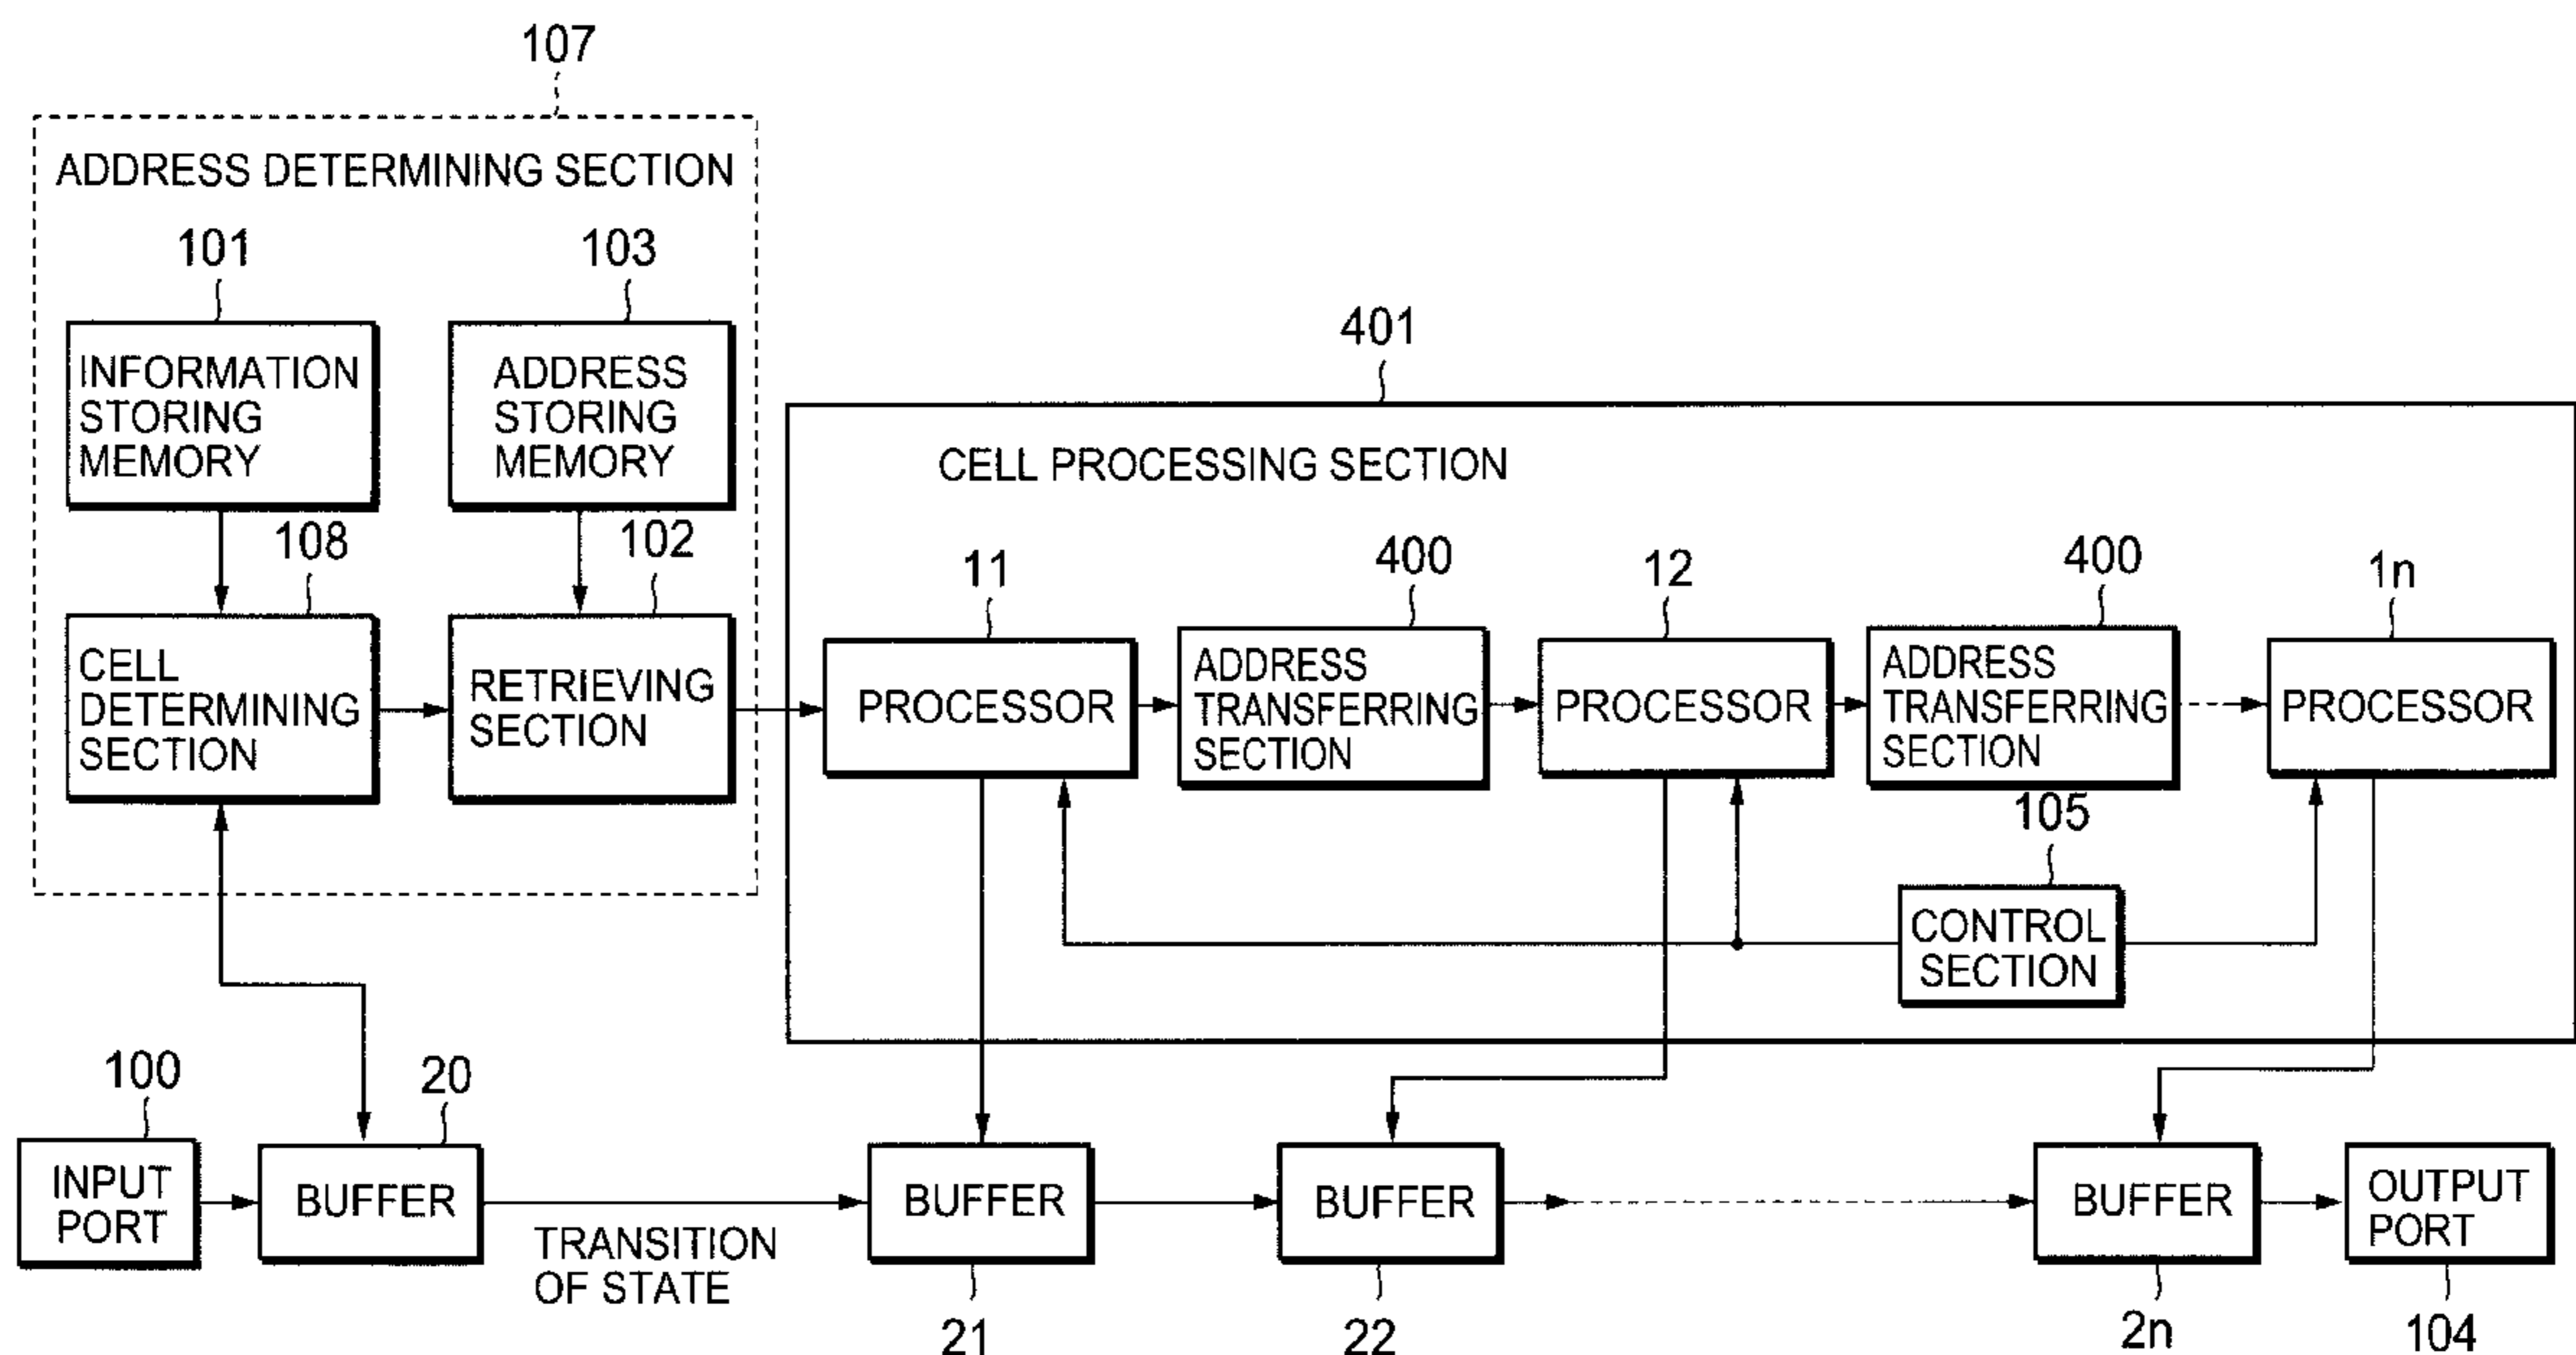 107
ADDRESS DETERMINING SECTION
101
103
INFORMATION
STORING
MEMORY
ADDRESS
STORING
MEMORY
108
102
CELL
DETERMINING
SECTION
RETRIEVING
SECTION
401
CELL PROCESSING SECTION
11
400
12
400
1n
PROCESSOR
ADDRESS
TRANSFERRING
SECTION
PROCESSOR
ADDRESS
TRANSFERRING
SECTION
PROCESSOR
105
CONTROL
SECTION
100
20
INPUT
PORT
BUFFER
TRANSITION
OF STATE
BUFFER
BUFFER
BUFFER
OUTPUT
PORT
21
22
2n
104